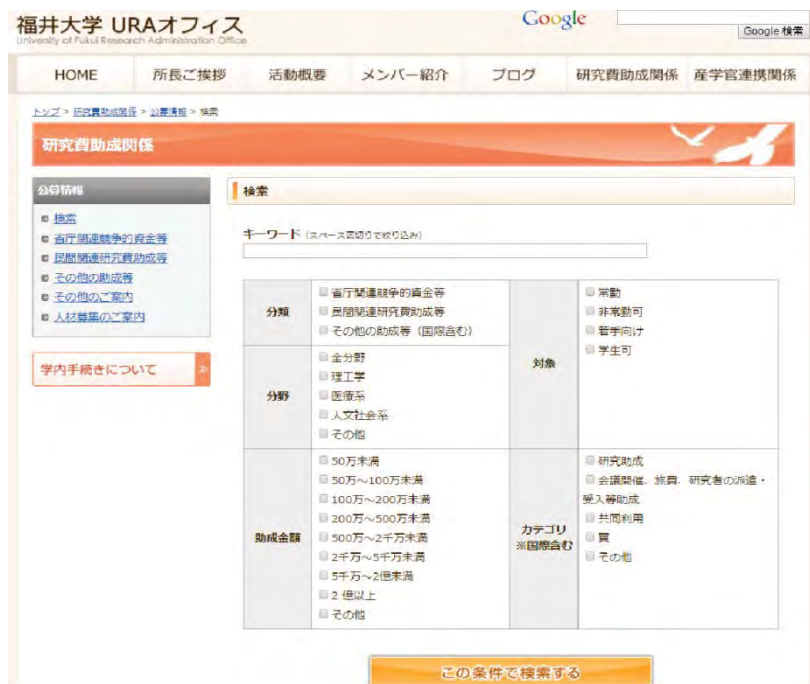 福井大学 URAオフィス
University of Fukui Research Administration Office
Google
Google 検索
HOME 所長ご挨拶 活動概要 メンバー紹介 ブログ 研究費助成関係 産学官連携関係
トップ > 研究費助成関係 > 公募情報 > 検索
研究費助成関係
公募情報
検索
省庁関連競争的資金等
民間関連研究費助成等
その他の助成等
その他のご案内
人材募集のご案内
学内手続きについて
検索
キーワード (スペース区切りで絞り込み)
分類
省庁関連競争的資金等
民間関連研究費助成等
その他の助成等（国際含む）
対象
常勤
非常勤可
若手向け
学生可
分野
全分野
理工学
医療系
人文社会系
その他
助成金額
50万未満
50万～100万未満
100万～200万未満
200万～500万未満
500万～2千万未満
2千万～5千万未満
5千万～2億未満
2 億以上
その他
カテゴリ
※国際含む
研究助成
会議開催、旅費、研究者の派遣・
受入等助成
共同利用
賞
その他
この条件で検索する